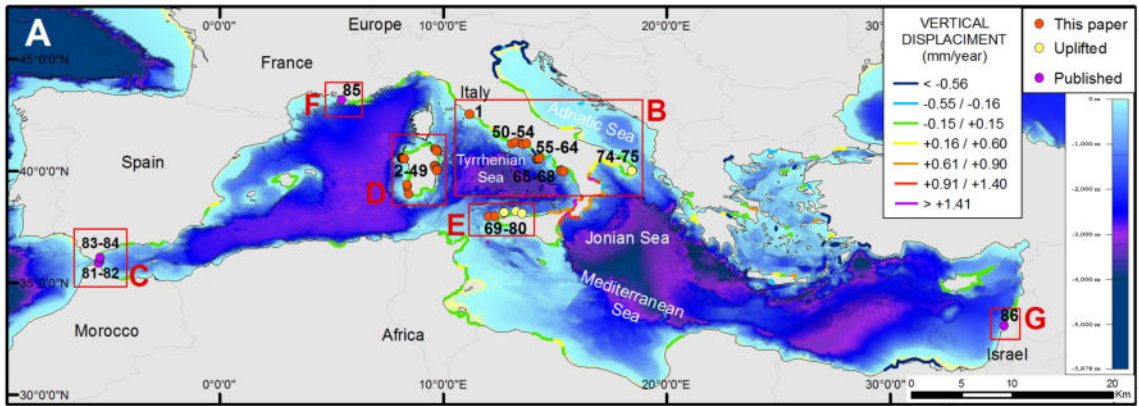 A
Europe
France
Spain
Morocco
Italy
Adriatic Sea
Tyrrhenian
Sea
Jonian Sea
Mediterranean
Sea
Africa
Israel
B
C
D
E
F
G
1
2-49
50-54
55-64
65-68
74-75
69-80
83-84
81-82
85
86
VERTICAL
DISPLACMENT
(mm/year)
< -0.56
-0.55 / -0.16
-0.15 / +0.15
+0.16 / +0.60
+0.61 / +0.90
+0.91 / +1.40
> +1.41
This paper
Uplifted
Published
0 m
-1,000 m
-2,000 m
-3,000 m
-4,000 m
-5,000 m
-5,979 m
0 5 10 20
Km
45°0'0"N
40°0'0"N
35°0'0"N
30°0'0"N
0°0'0"E
10°0'0"E
20°0'0"E
30°0'0"E
0°0'0"E
10°0'0"E
20°0'0"E
30°0'0"E